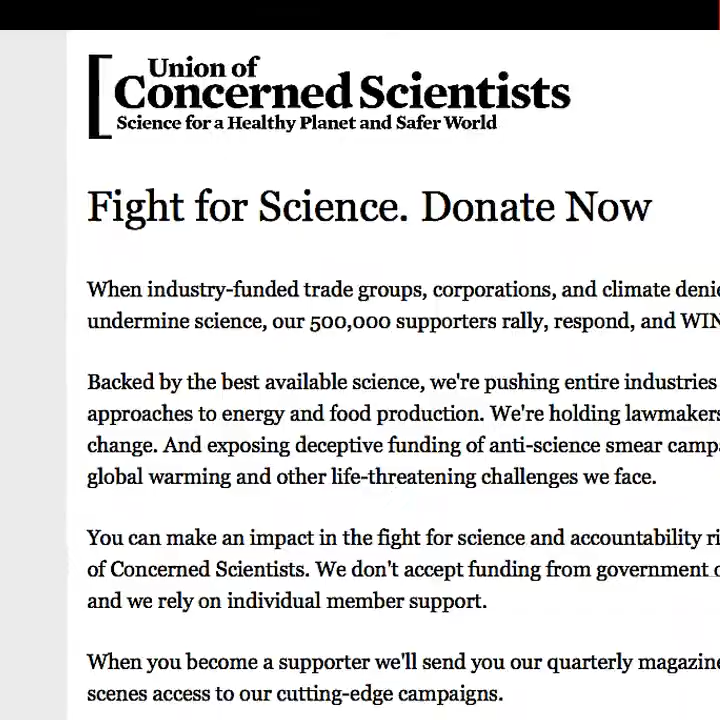 Union of
Concerned Scientists
Science for a Healthy Planet and Safer World
Fight for Science. Donate Now
When industry-funded trade groups, corporations, and climate
undermine science, our 500,000 supporters rally, respond, and
Backed by the best available science, we're pushing entire industries
approaches to energy and food production. We're holding lawmakers
change. And exposing deceptive funding of anti-science smear
global warming and other life-threatening challenges we face.
You can make an impact in the fight for science and accountability
of Concerned Scientists. We don't accept funding from government
and we rely on individual member support.
When you become a supporter we'll send you our quarterly magazine
scenes access to our cutting-edge campaigns.